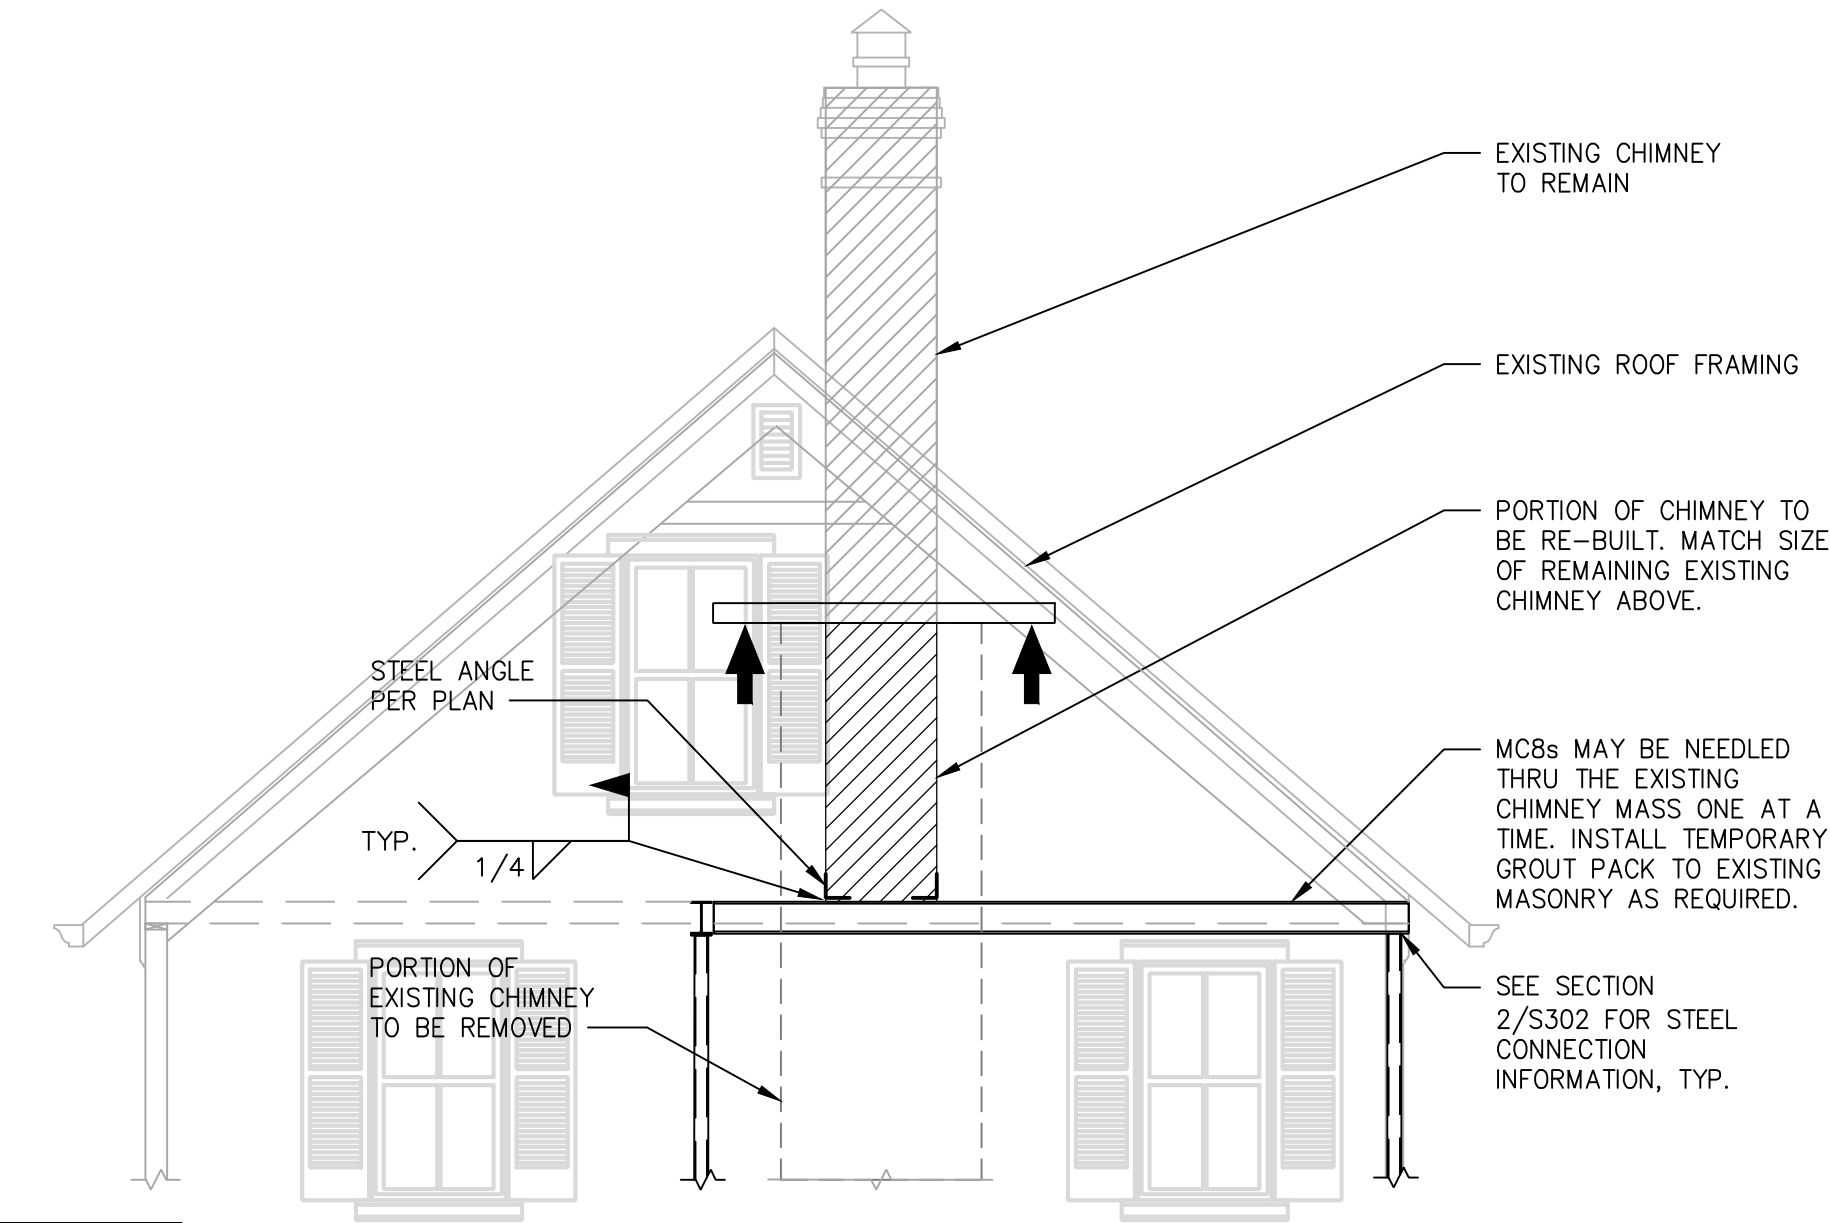 EXISTING CHIMNEY
TO REMAIN
EXISTING ROOF FRAMING
PORTION OF CHIMNEY TO
BE RE-BUILT. MATCH SIZE
OF REMAINING EXISTING
CHIMNEY ABOVE.
STEEL ANGLE
PER PLAN
TYP.
1/4
MC8s MAY BE NEEDLED
THRU THE EXISTING
CHIMNEY MASS ONE AT A
TIME. INSTALL TEMPORARY
GROUT PACK TO EXISTING
MASONRY AS REQUIRED.
PORTION OF
EXISTING CHIMNEY
TO BE REMOVED
SEE SECTION
2/S302 FOR STEEL
CONNECTION
INFORMATION, TYP.